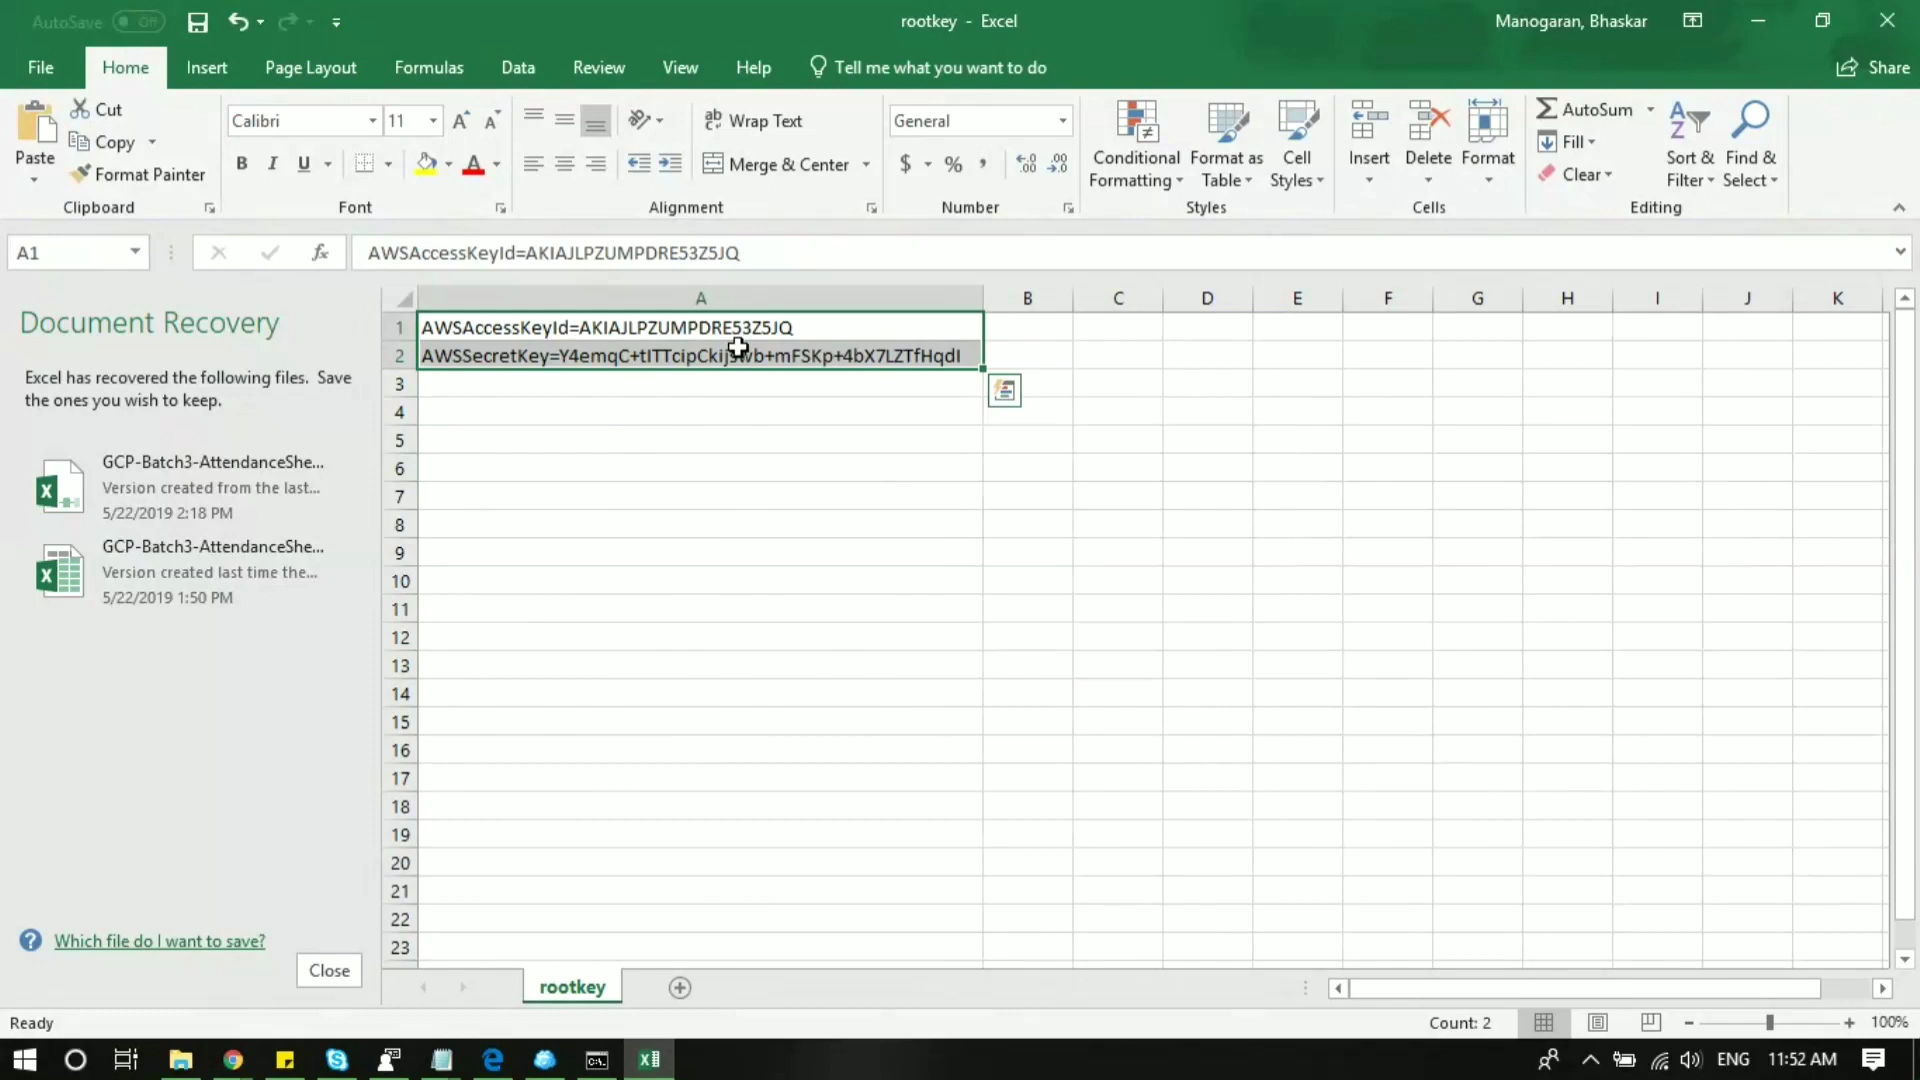 AutoSave Off
rootkey - Excel
Manogaran, Bhaskar
File Home Insert Page Layout Formulas Data Review View Help Tell me what you want to do Share
Cut
Copy
Format Painter
Paste
Clipboard
Calibri 11
B I U A
Font
Wrap Text
Merge & Center
Alignment
General
$ % , .00
Number
Conditional Formatting
Format as Table
Cell Styles
Styles
Insert Delete Format
Cells
AutoSum
Fill
Clear
Sort & Filter
Find & Select
Editing
A1 fx AWSAccessKeyId=AKIAJLPZUMPDRE53Z5JQ
Document Recovery
Excel has recovered the following files. Save
the ones you wish to keep.
GCP-Batch3-AttendanceShe...
Version created from the last...
5/22/2019 2:18 PM
GCP-Batch3-AttendanceShe...
Version created last time the...
5/22/2019 1:50 PM
Which file do I want to save?
Close
A B C D E F G H I J K
1 AWSAccessKeyId=AKIAJLPZUMPDRE53Z5JQ
2 AWSSecretKey=
3
4
5
6
7
8
9
10
11
12
13
14
15
16
17
18
19
20
21
22
23
rootkey
Ready
Count: 2
100%
ENG 11:52 AM